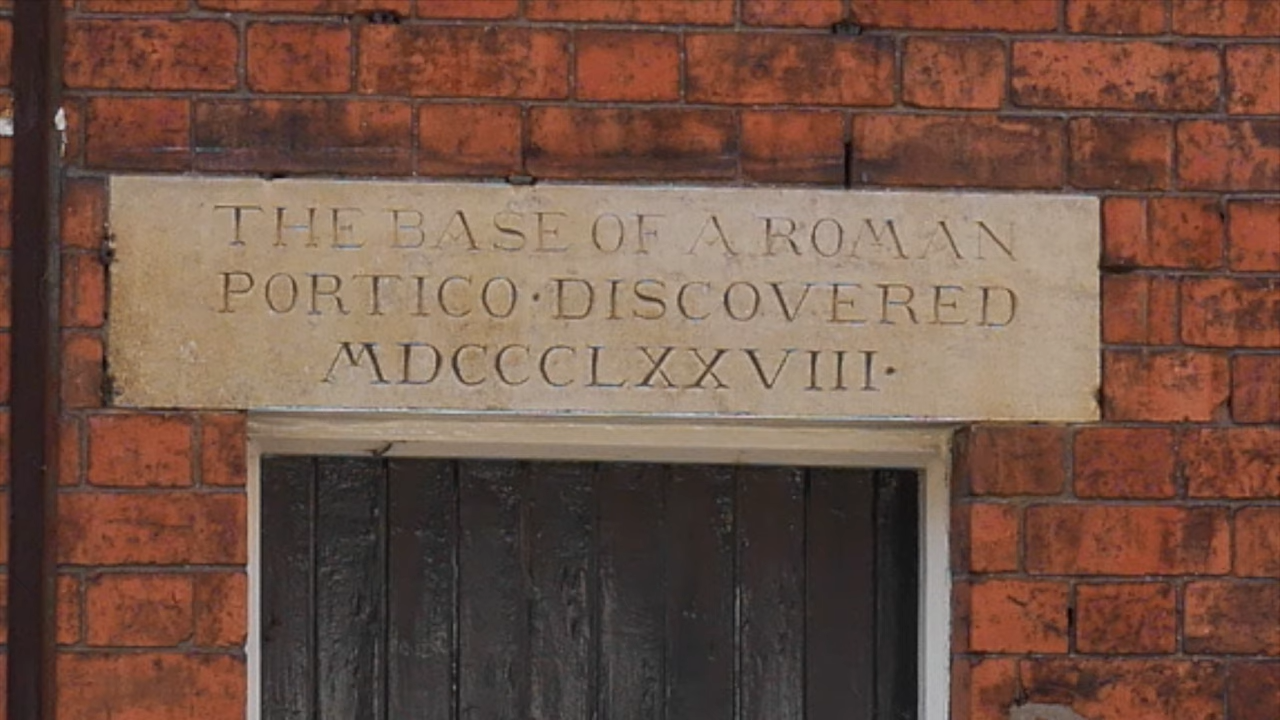 THE BASE OF A ROMAN
PORTICO·DISCOVERED
MDCCCLXXVIII·